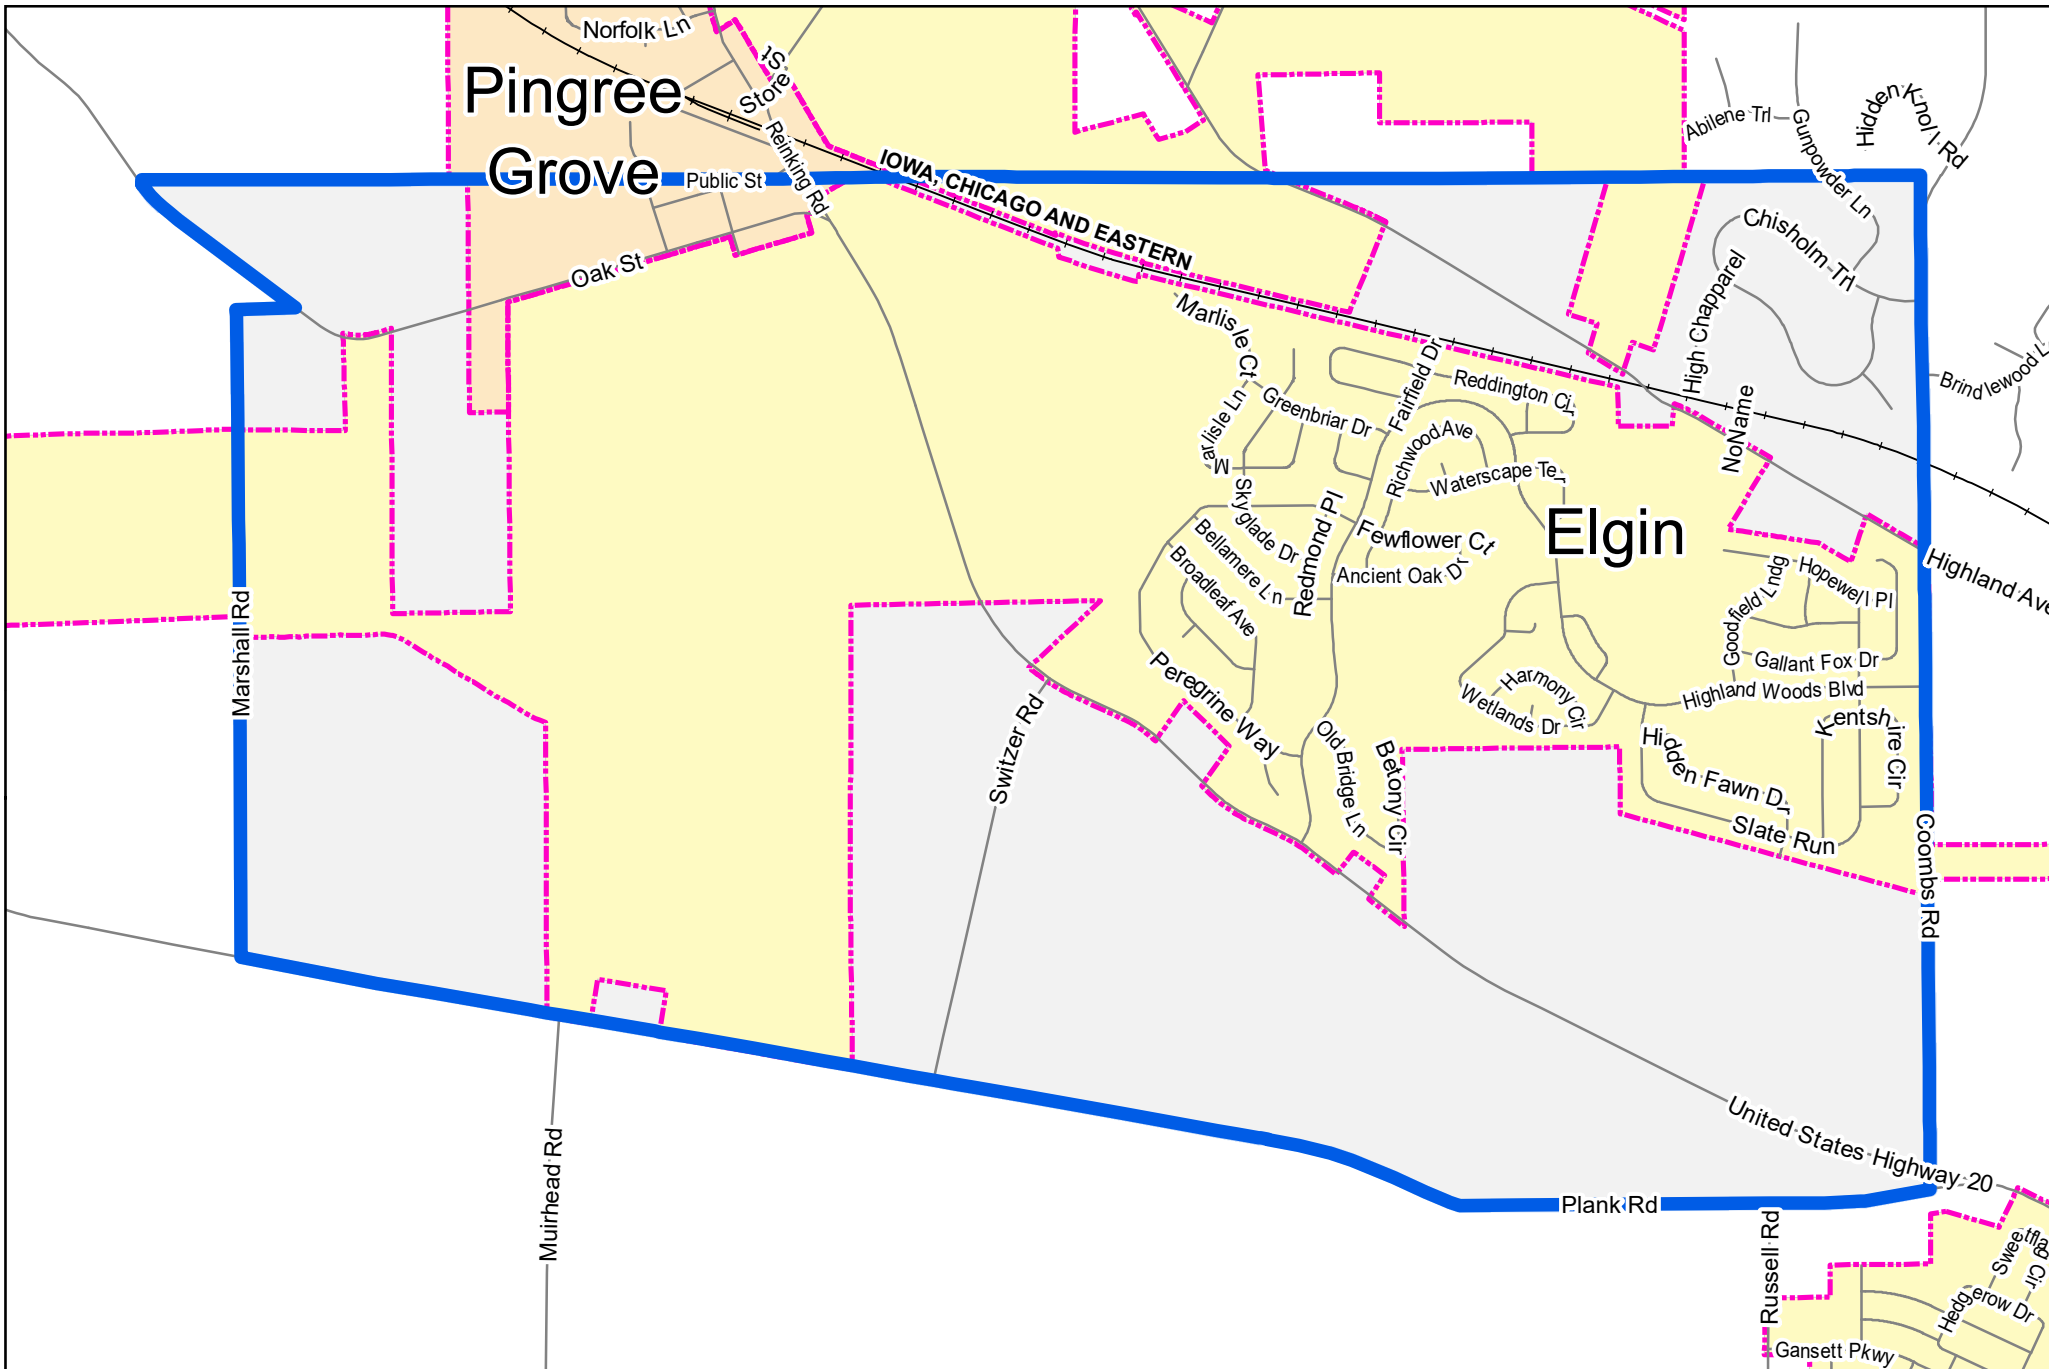 Norfolk Ln
Store St
Pingree
Grove
Public St
Reinking Rd
IOWA, CHICAGO AND EASTERN
Oak St
Abilene Trl
Gunpowder Ln
Hidden Knoll Rd
Chisholm Trl
High Chapparel
Brindlewood L
NoName
Marlisle Ct
Marlisle Ln
Greenbriar Dr
Fairfield Dr
Reddington Cir
Richwood Ave
Waterscape Ter
Skyglade Dr
Bellamere Ln
Broadleaf Ave
Redmond Pl
Fewflower Ct
Ancient Oak Dr
Elgin
Highland Ave
Hopewell Pl
Goodfield Lndg
Gallant Fox Dr
Highland Woods Blvd
Harmony Cir
Wetlands Dr
Kentshire Cir
Hidden Fawn Dr
Slate Run
Peregrine Way
Old Bridge Ln
Betony Cir
Marshall Rd
Switzer Rd
Coombs Rd
United States Highway 20
Plank Rd
Muirhead Rd
Russell Rd
Sweetflag Cir
Hedgerow Dr
Gansett Pkwy